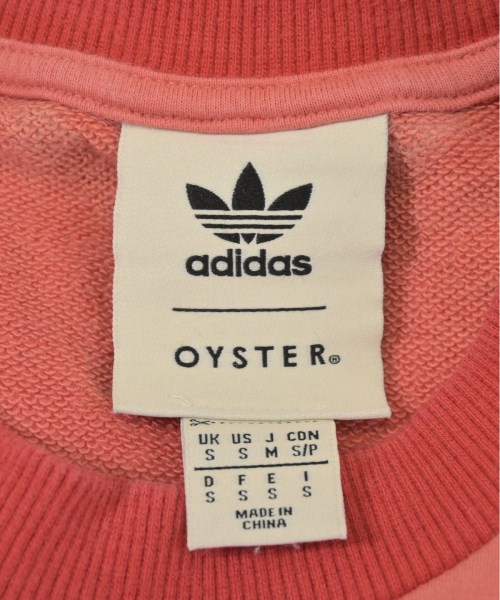 adidas
OYSTER®
UK US J CDN
S S M S/P
D F E I
S S S S
MADE IN
CHINA